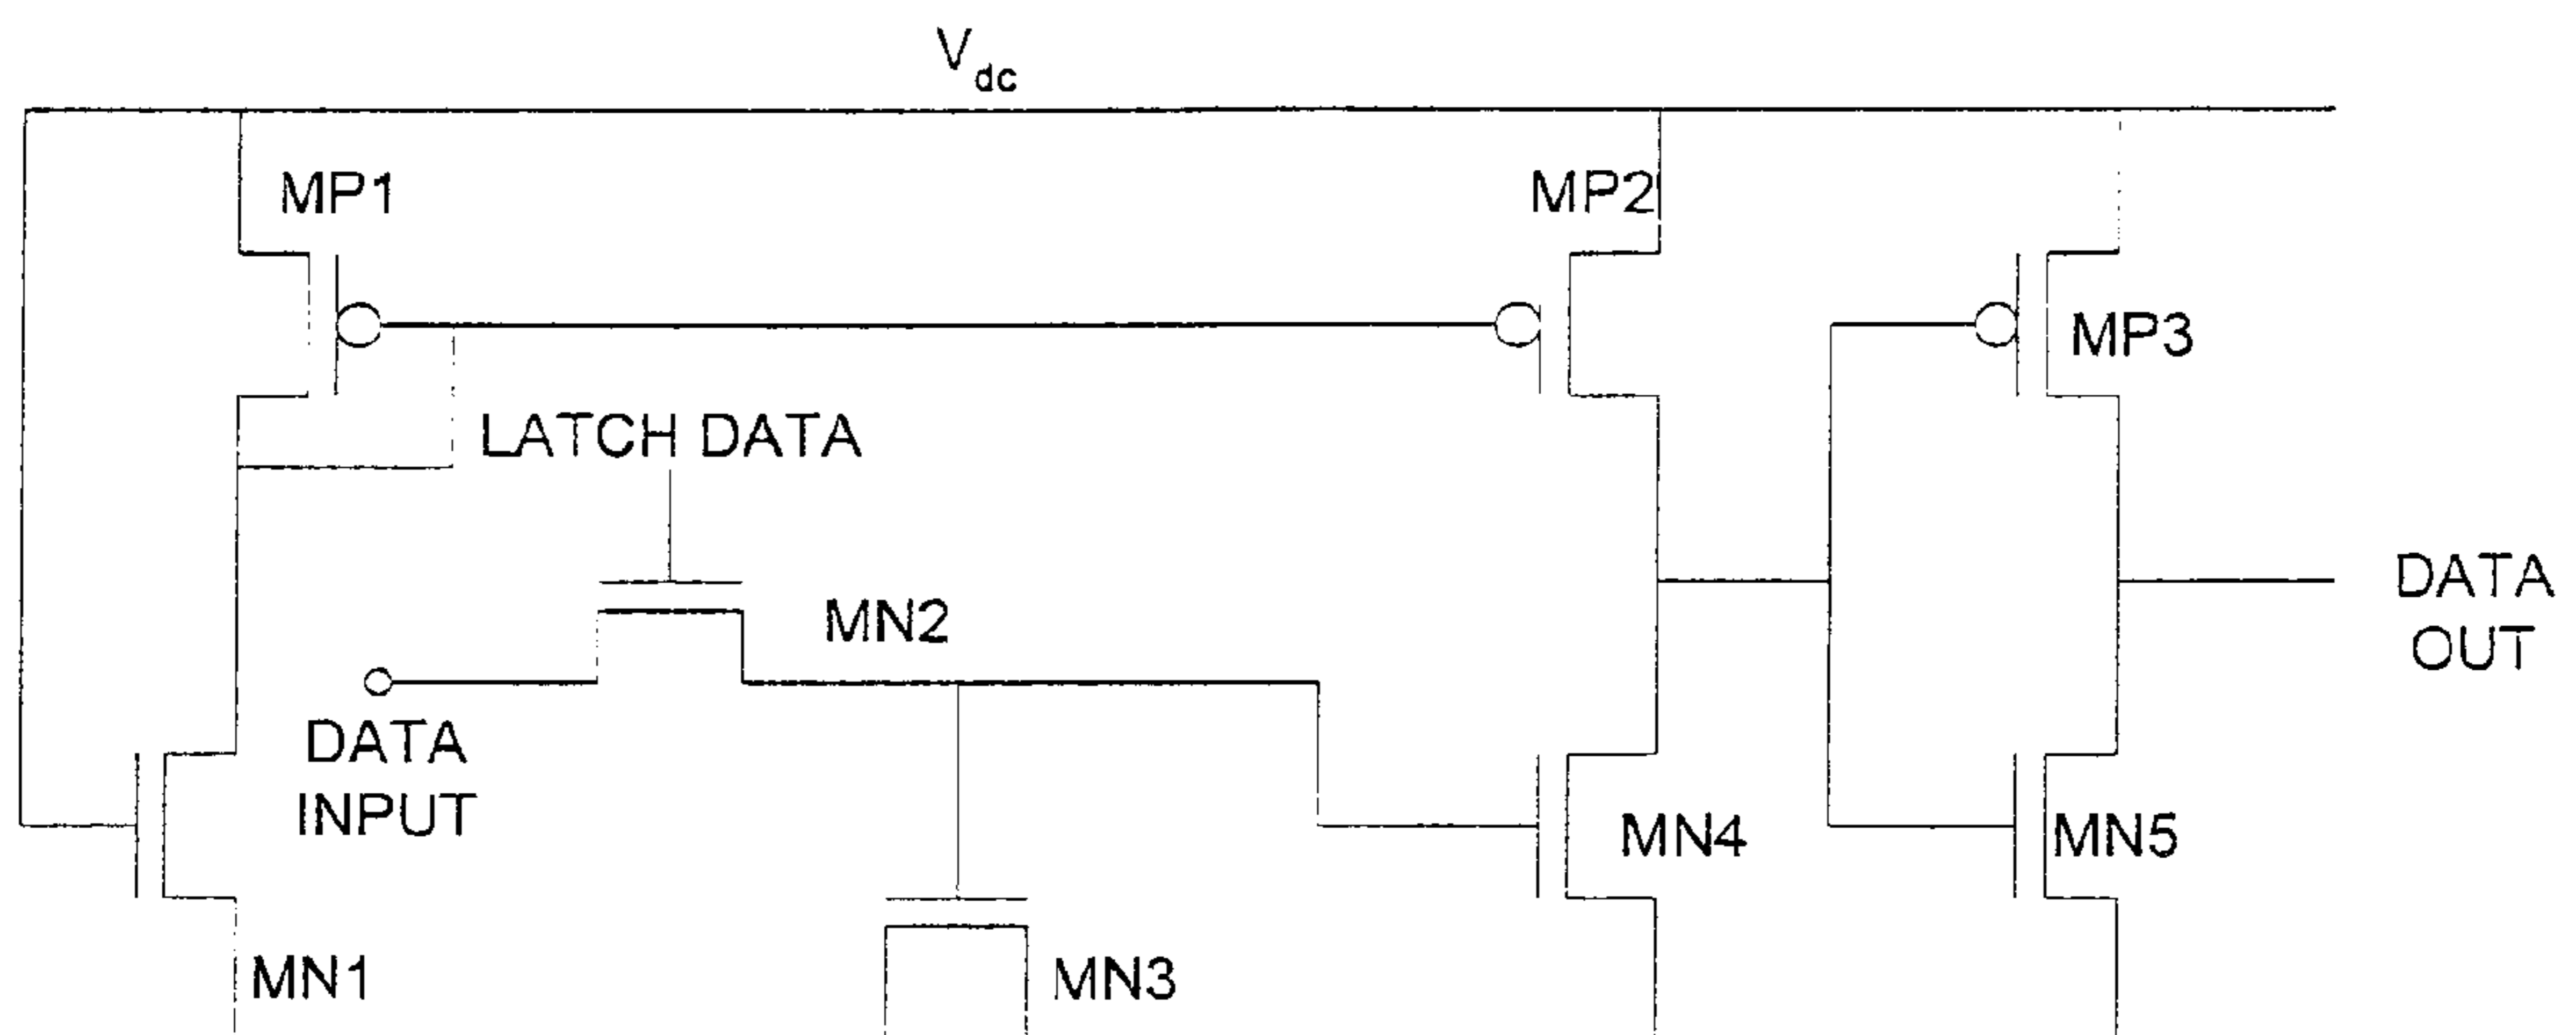 Vdc
MP1
MP2
MP3
LATCH DATA
MN2
DATA
OUT
DATA
INPUT
MN4
MN5
MN1
MN3